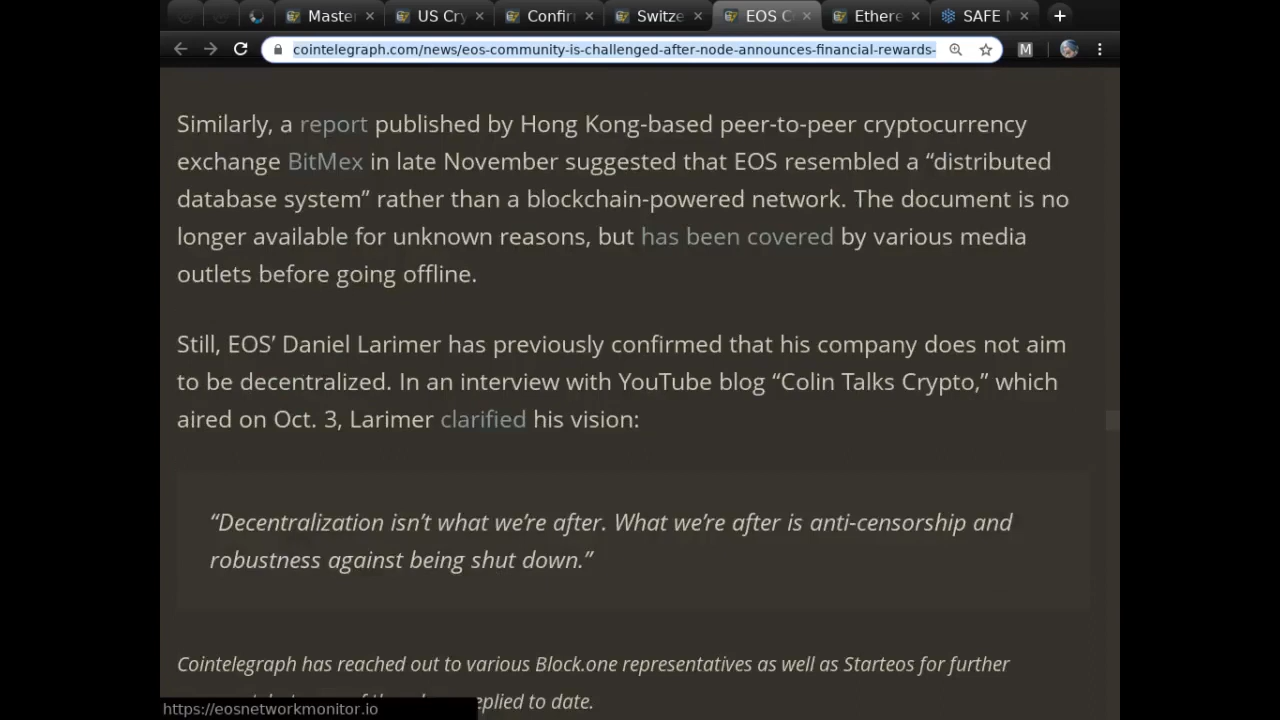 Master
US Cry
Confir
Switze
EOS C
Ethere
SAFE
cointelegraph.com/news/eos-community-is-challenged-after-node-announces-financial-rewards-
M
Similarly, a report published by Hong Kong-based peer-to-peer cryptocurrency
exchange BitMex in late November suggested that EOS resembled a “distributed
database system” rather than a blockchain-powered network. The document is no
longer available for unknown reasons, but has been covered by various media
outlets before going offline.
Still, EOS’ Daniel Larimer has previously confirmed that his company does not aim
to be decentralized. In an interview with YouTube blog “Colin Talks Crypto,” which
aired on Oct. 3, Larimer clarified his vision:
“Decentralization isn’t what we’re after. What we’re after is anti-censorship and
robustness against being shut down.”
Cointelegraph has reached out to various Block.one representatives as well as Starteos for further
to date.
https://eosnetworkmonitor.io